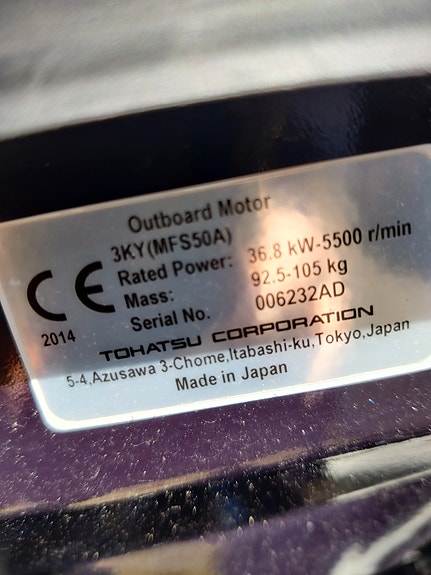 Outboard Motor
3KY(MFS50A)
Rated Power: 36.8 kW-5500 r/min
Mass: 92.5-105 kg
Serial No. 006232AD
CE
2014
TOHATSU CORPORATION
5-4,Azusawa 3-Chome,Itabashi-ku,Tokyo,Japan
Made in Japan